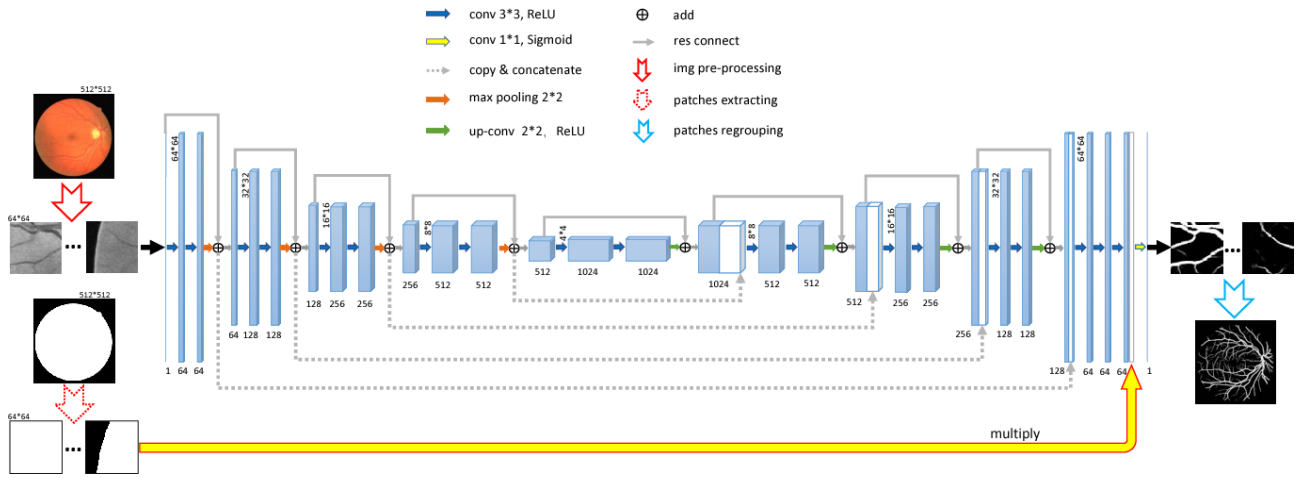 conv 3*3, ReLU
add
conv 1*1, Sigmoid
res connect
copy & concatenate
img pre-processing
max pooling 2*2
patches extracting
up-conv 2*2, ReLU
patches regrouping
512*512
64*64
512*512
64*64
64*64
32*32
16*16
8*8
4*4
8*8
16*16
32*32
64*64
1 64 64
64 128 128
128 256 256
256 512 512
512 1024 1024
1024 512 512
512 256 256
256 128 128
128 64 64 64 1
multiply